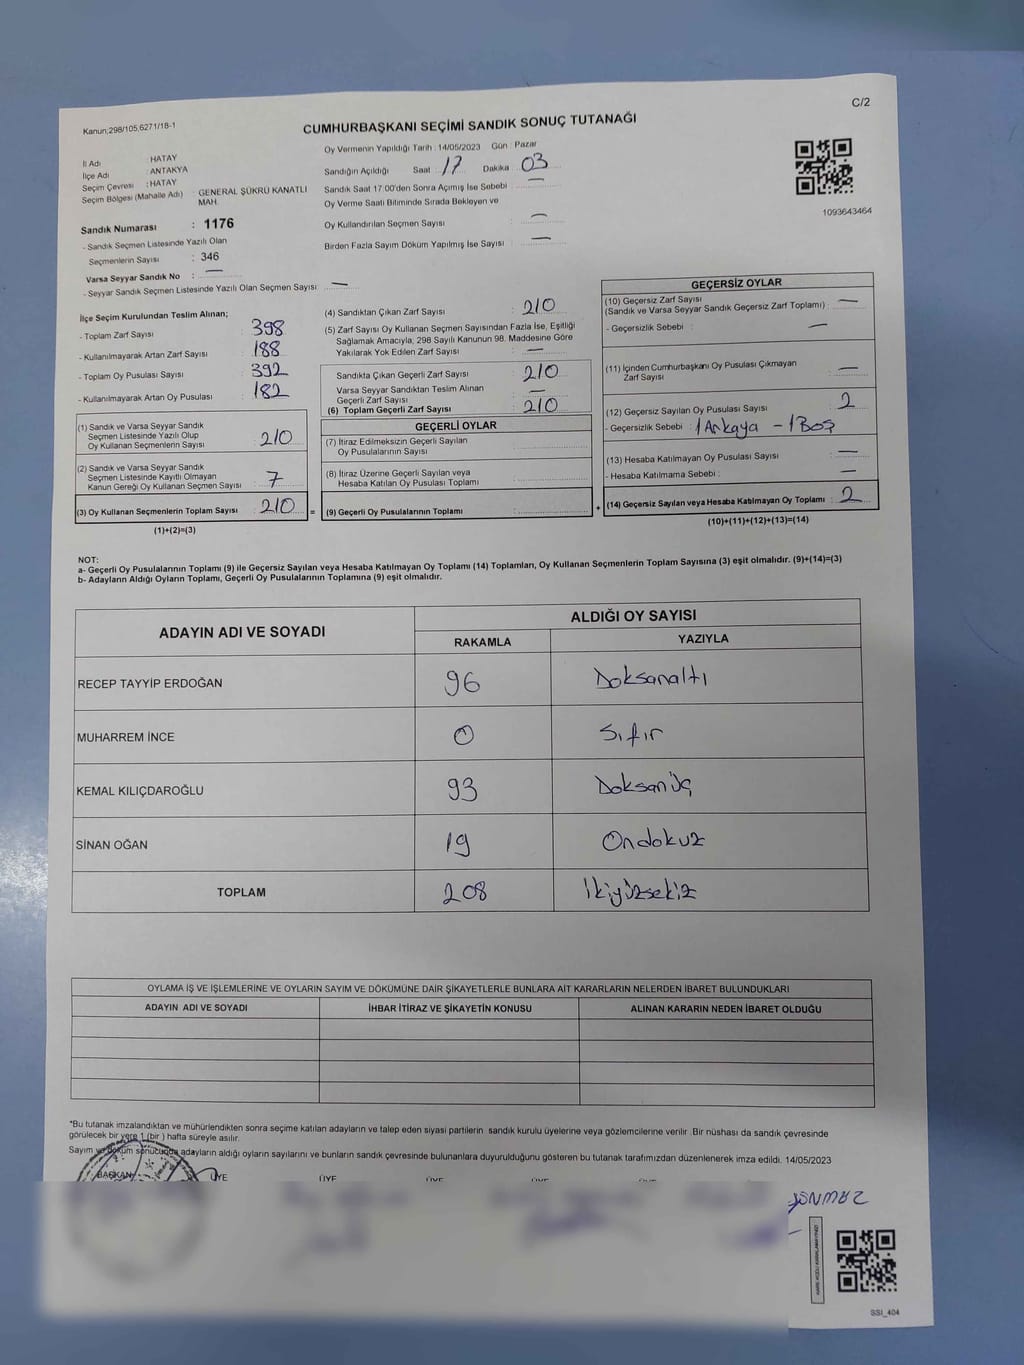 C/2
Kanun;298/105,6271/18-1
CUMHURBAŞKANI SEÇİMİ SANDIK SONUÇ TUTANAĞI
İl Adı : HATAY
İlçe Adı : ANTAKYA
Seçim Çevresi : HATAY
Seçim Bölgesi (Mahalle Adı) : GENERAL ŞÜKRÜ KANATLI MAH.
Sandık Numarası : 1176
- Sandık Seçmen Listesinde Yazılı Olan
Seçmenlerin Sayısı : 346
Varsa Seyyar Sandık No : —
- Seyyar Sandık Seçmen Listesinde Yazılı Olan Seçmen Sayısı : —
Oy Vermenin Yapıldığı Tarih : 14/05/2023 Gün : Pazar
Sandığın Açıldığı Saat 17 Dakika 03
Sandık Saat 17:00'den Sonra Açımış İse Sebebi : —
Oy Verme Saati Bitiminde Sırada Bekleyen ve
Oy Kullandırılan Seçmen Sayısı : —
Birden Fazla Sayım Döküm Yapılmış İse Sayısı : —
1093643464
İlçe Seçim Kurulundan Teslim Alınan;
- Toplam Zarf Sayısı : 398
- Kullanılmayarak Artan Zarf Sayısı : 188
- Toplam Oy Pusulası Sayısı : 392
- Kullanılmayarak Artan Oy Pusulası : 182
(1) Sandık ve Varsa Seyyar Sandık
Seçmen Listesinde Yazılı Olup
Oy Kullanan Seçmenlerin Sayısı : 210
(2) Sandık ve Varsa Seyyar Sandık
Seçmen Listesinde Kayıtlı Olmayan
Kanun Gereği Oy Kullanan Seçmen Sayısı : 7
(3) Oy Kullanan Seçmenlerin Toplam Sayısı : 210
(1)+(2)=(3)
(4) Sandıktan Çıkan Zarf Sayısı : 210
(5) Zarf Sayısı Oy Kullanan Seçmen Sayısından Fazla İse, Eşitliği
Sağlamak Amacıyla, 298 Sayılı Kanunun 98. Maddesine Göre
Yakılarak Yok Edilen Zarf Sayısı : —
Sandıkta Çıkan Geçerli Zarf Sayısı : 210
Varsa Seyyar Sandıktan Teslim Alınan
Geçerli Zarf Sayısı : —
(6) Toplam Geçerli Zarf Sayısı : 210
GEÇERLİ OYLAR
(7) İtiraz Edilmeksizin Geçerli Sayılan
Oy Pusulalarının Sayısı :
(8) İtiraz Üzerine Geçerli Sayılan veya
Hesaba Katılan Oy Pusulası Toplamı :
= (9) Geçerli Oy Pusulalarının Toplamı : +
GEÇERSİZ OYLAR
(10) Geçersiz Zarf Sayısı
(Sandık ve Varsa Seyyar Sandık Geçersiz Zarf Toplamı) : —
- Geçersizlik Sebebi : —
(11) İçinden Cumhurbaşkanı Oy Pusulası Çıkmayan
Zarf Sayısı : —
(12) Geçersiz Sayılan Oy Pusulası Sayısı : 2
- Geçersizlik Sebebi : 1 Arkaya - 1 Boş
(13) Hesaba Katılmayan Oy Pusulası Sayısı : —
- Hesaba Katılmama Sebebi : —
(14) Geçersiz Sayılan veya Hesaba Katılmayan Oy Toplamı : 2
(10)+(11)+(12)+(13)=(14)
NOT:
a- Geçerli Oy Pusulalarının Toplamı (9) ile Geçersiz Sayılan veya Hesaba Katılmayan Oy Toplamı (14) Toplamları, Oy Kullanan Seçmenlerin Toplam Sayısına (3) eşit olmalıdır. (9)+(14)=(3)
b- Adayların Aldığı Oyların Toplamı, Geçerli Oy Pusulalarının Toplamına (9) eşit olmalıdır.
ADAYIN ADI VE SOYADI
ALDIĞI OY SAYISI
RAKAMLA YAZIYLA
RECEP TAYYİP ERDOĞAN 96 Doksanaltı
MUHARREM İNCE 0 Sıfır
KEMAL KILIÇDAROĞLU 93 Doksanüç
SİNAN OĞAN 19 Ondokuz
TOPLAM 208 İkiyüzsekiz
OYLAMA İŞ VE İŞLEMLERİNE VE OYLARIN SAYIM VE DÖKÜMÜNE DAİR ŞİKAYETLERLE BUNLARA AİT KARARLARIN NELERDEN İBARET BULUNDUKLARI
ADAYIN ADI VE SOYADI İHBAR İTİRAZ VE ŞİKAYETİN KONUSU ALINAN KARARIN NEDEN İBARET OLDUĞU
*Bu tutanak imzalandıktan ve mühürlendikten sonra seçime katılan adayların ve talep eden siyasi partilerin sandık kurulu üyelerine veya gözlemcilerine verilir. Bir nüshası da sandık çevresinde
görülecek bir yere 1 (bir ) hafta süreyle asılır.
Sayım ve döküm sonucunda adayların aldığı oyların sayılarını ve bunların sandık çevresinde bulunanlara duyurulduğunu gösteren bu tutanak tarafımızdan düzenlenerek imza edildi. 14/05/2023
BAŞKAN ÜYE ÜYE
SSI_404